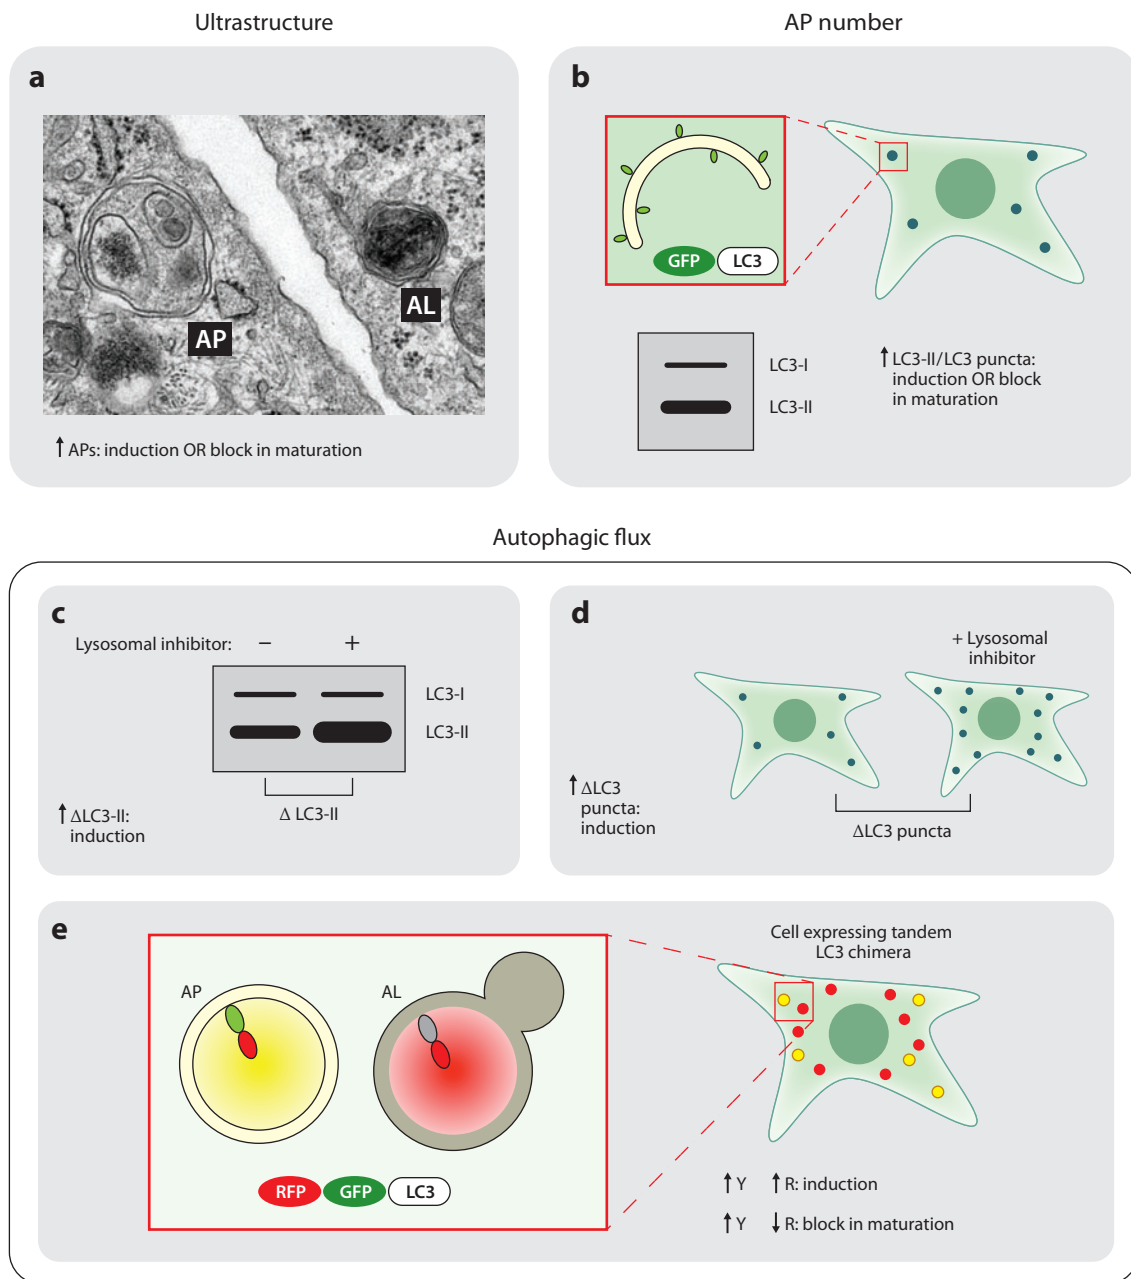 Ultrastructure
AP number
a
AP
AL
↑ APs: induction OR block in maturation
b
GFP LC3
LC3-I
LC3-II
↑ LC3-II/LC3 puncta:
induction OR block
in maturation
Autophagic flux
c
Lysosomal inhibitor: − +
LC3-I
LC3-II
Δ LC3-II
↑ ΔLC3-II:
induction
d
+ Lysosomal
inhibitor
↑ ΔLC3
puncta:
induction
ΔLC3 puncta
e
AP
AL
RFP GFP LC3
Cell expressing tandem
LC3 chimera
↑ Y ↑ R: induction
↑ Y ↓ R: block in maturation